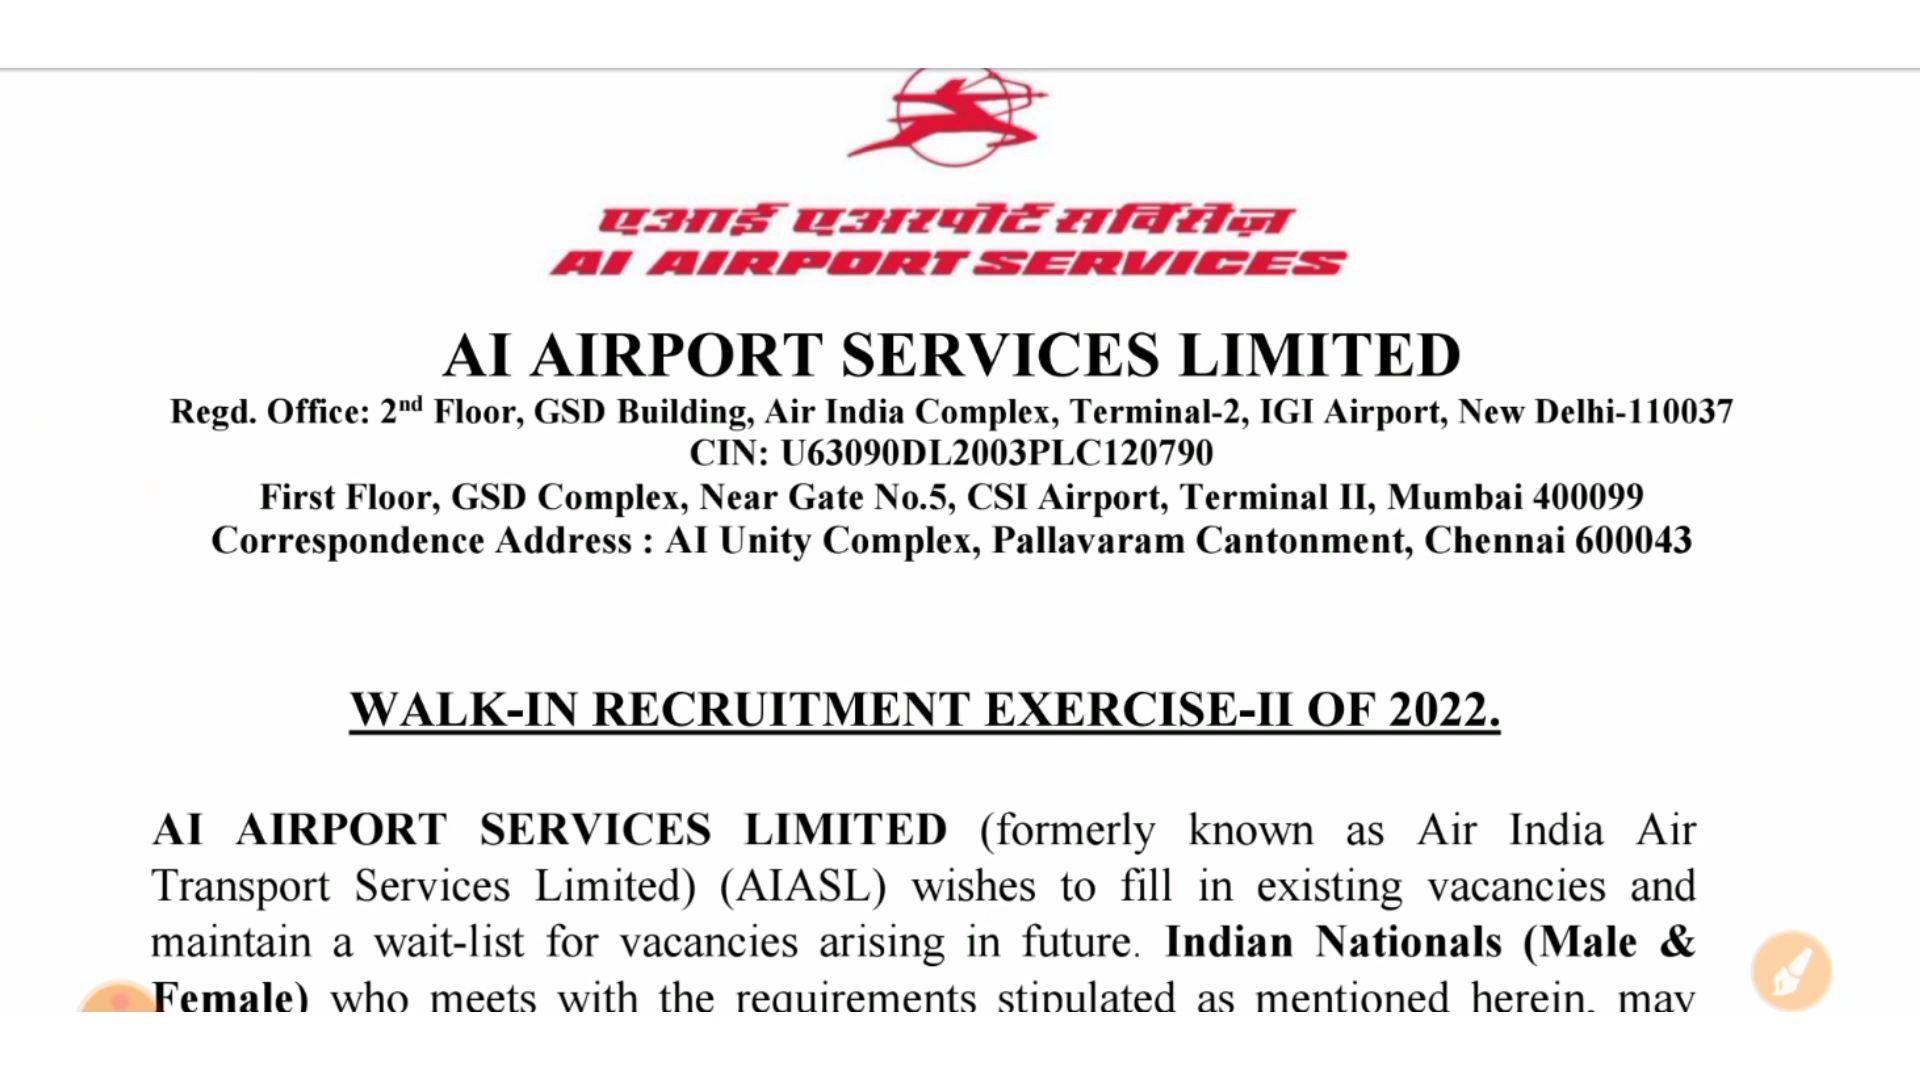 एआई एअरपोर्ट सर्विसेज़
AI AIRPORT SERVICES
AI AIRPORT SERVICES LIMITED
Regd. Office: 2nd Floor, GSD Building, Air India Complex, Terminal-2, IGI Airport, New Delhi-110037
CIN: U63090DL2003PLC120790
First Floor, GSD Complex, Near Gate No.5, CSI Airport, Terminal II, Mumbai 400099
Correspondence Address : AI Unity Complex, Pallavaram Cantonment, Chennai 600043
WALK-IN RECRUITMENT EXERCISE-II OF 2022.
AI AIRPORT SERVICES LIMITED (formerly known as Air India Air
Transport Services Limited) (AIASL) wishes to fill in existing vacancies and
maintain a wait-list for vacancies arising in future. Indian Nationals (Male &
Female) who meets with the requirements stipulated as mentioned herein, may